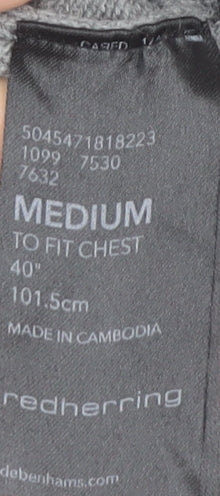 5045471818223
1099 7530
7632
MEDIUM
TO FIT CHEST
40"
101.5cm
MADE IN CAMBODIA
redherring
debenhams.com